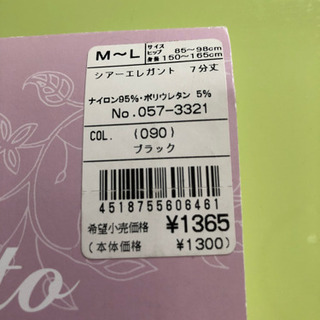 M〜L サイズ
ヒップ 85〜98cm
身長 150〜165cm
シアーエレガント 7分丈
ナイロン95%・ポリウレタン 5%
No.057-3321
COL. (090)
ブラック
4518755606461
希望小売価格 ¥1365
(本体価格 ¥1300)
to